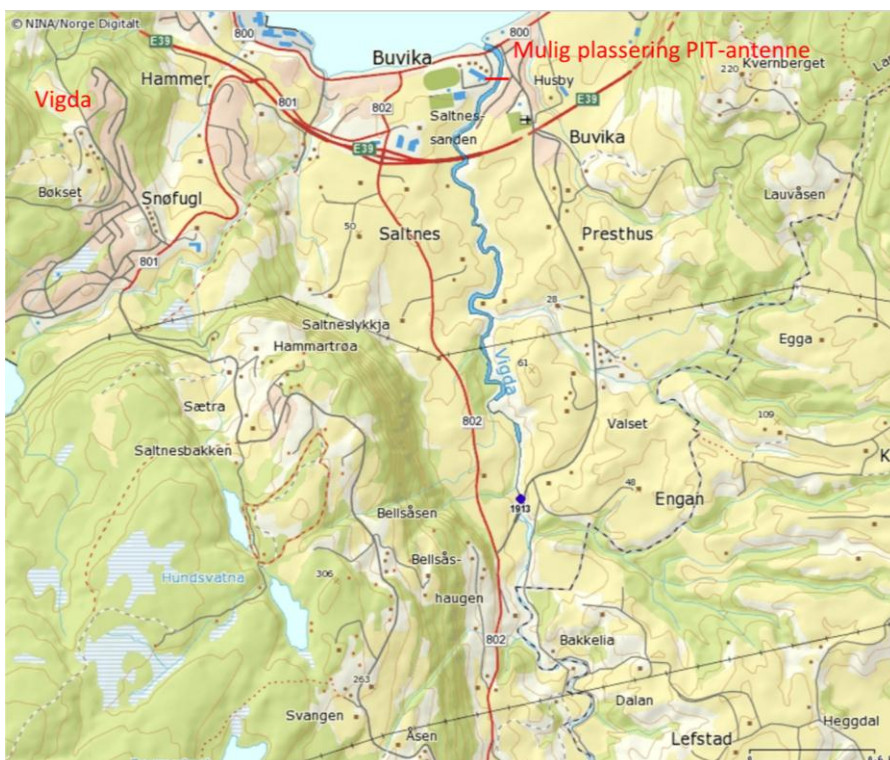 © NINA/Norge Digitalt
E39
800
800
Buvika
Mulig plassering PIT-antenne
220
Kvernberget
Hammer
Husby
Vigda
801
802
E39
Saltnes-
sanden
Buvika
E39
Bøkset
Snøfugl
Lauvåsen
50
Saltnes
Presthus
801
28
Saltneslykkja
Hammartrøa
Egga
Vigda
61
Sætra
802
Valset
109
Saltnesbakken
K
48
Engan
1913
Bellsåsen
Hundsvatna
306
Bellsås-
haugen
802
Bakkelia
263
Dalan
Svangen
Åsen
Lefstad
Heggdal